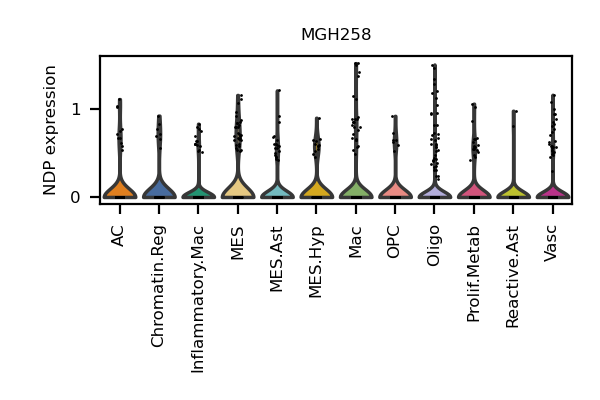 MGH258
NDP expression
1
0
AC
Chromatin.Reg
Inflammatory.Mac
MES
MES.Ast
MES.Hyp
Mac
OPC
Oligo
Prolif.Metab
Reactive.Ast
Vasc